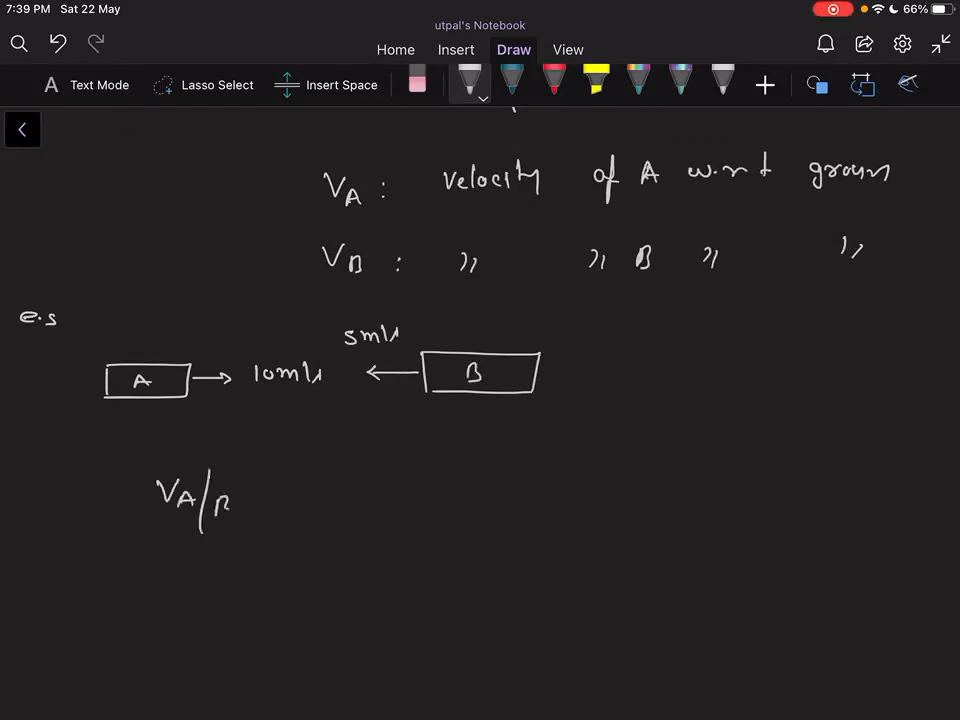 7:39 PM Sat 22 May
66%
utpal's Notebook
Home Insert Draw View
A Text Mode Lasso Select Insert Space
VA : velocity of A w.r.t groun
VB : " " B " "
e.g
5m/s
A → 10m/s ← B
VA/B